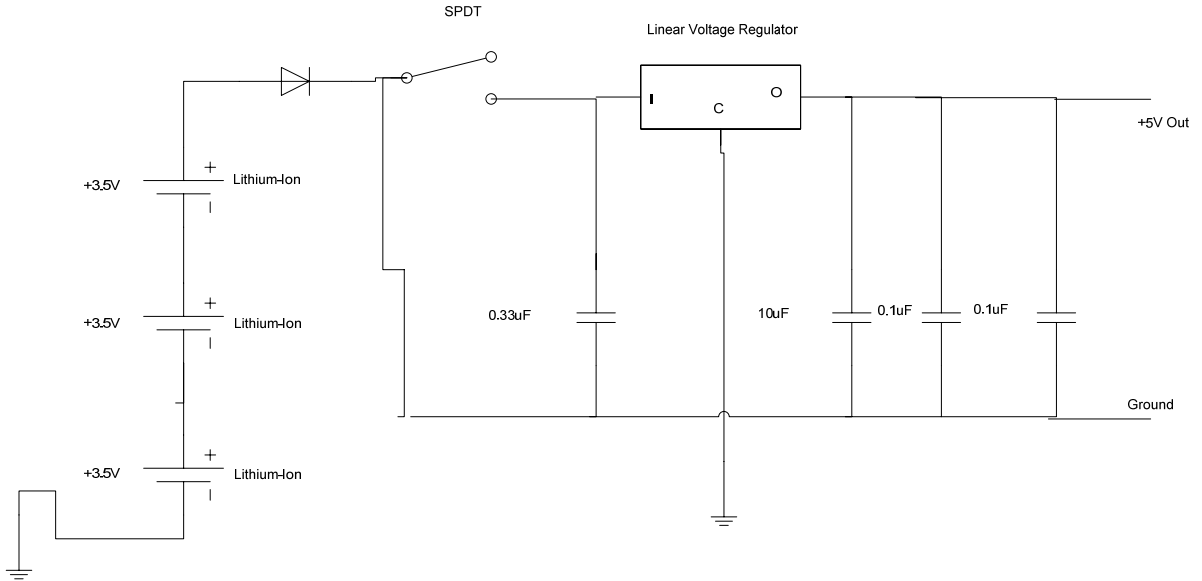 SPDT
Linear Voltage Regulator
I
C
O
+5V Out
+
+3.5V
Lithium-Ion
+
+3.5V
Lithium-Ion
0.33uF
10uF
0.1uF
0.1uF
Ground
+
+3.5V
Lithium-Ion